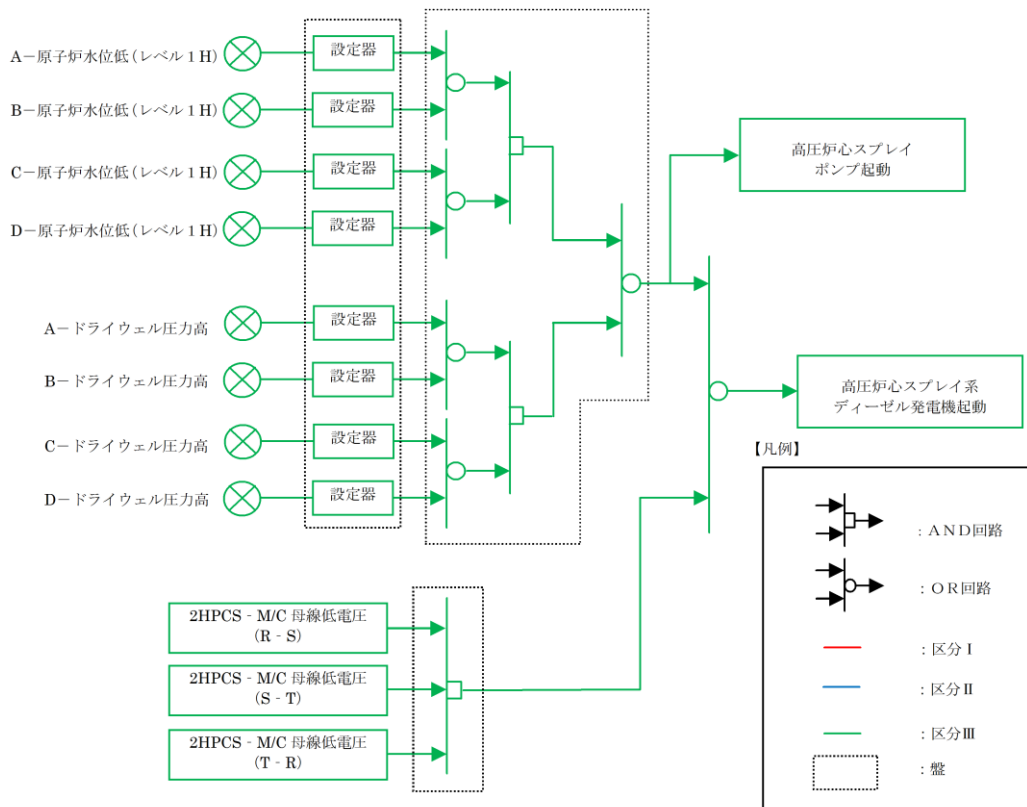 A－原子炉水位低(レベル１H)
設定器
B－原子炉水位低(レベル１H)
設定器
C－原子炉水位低(レベル１H)
設定器
D－原子炉水位低(レベル１H)
設定器
A－ドライウェル圧力高
設定器
B－ドライウェル圧力高
設定器
C－ドライウェル圧力高
設定器
D－ドライウェル圧力高
設定器
高圧炉心スプレイ
ポンプ起動
高圧炉心スプレイ系
ディーゼル発電機起動
2HPCS - M/C 母線低電圧
(R - S)
2HPCS - M/C 母線低電圧
(S - T)
2HPCS - M/C 母線低電圧
(T - R)
【凡例】
：ＡＮＤ回路
：ＯＲ回路
：区分Ⅰ
：区分Ⅱ
：区分Ⅲ
：盤